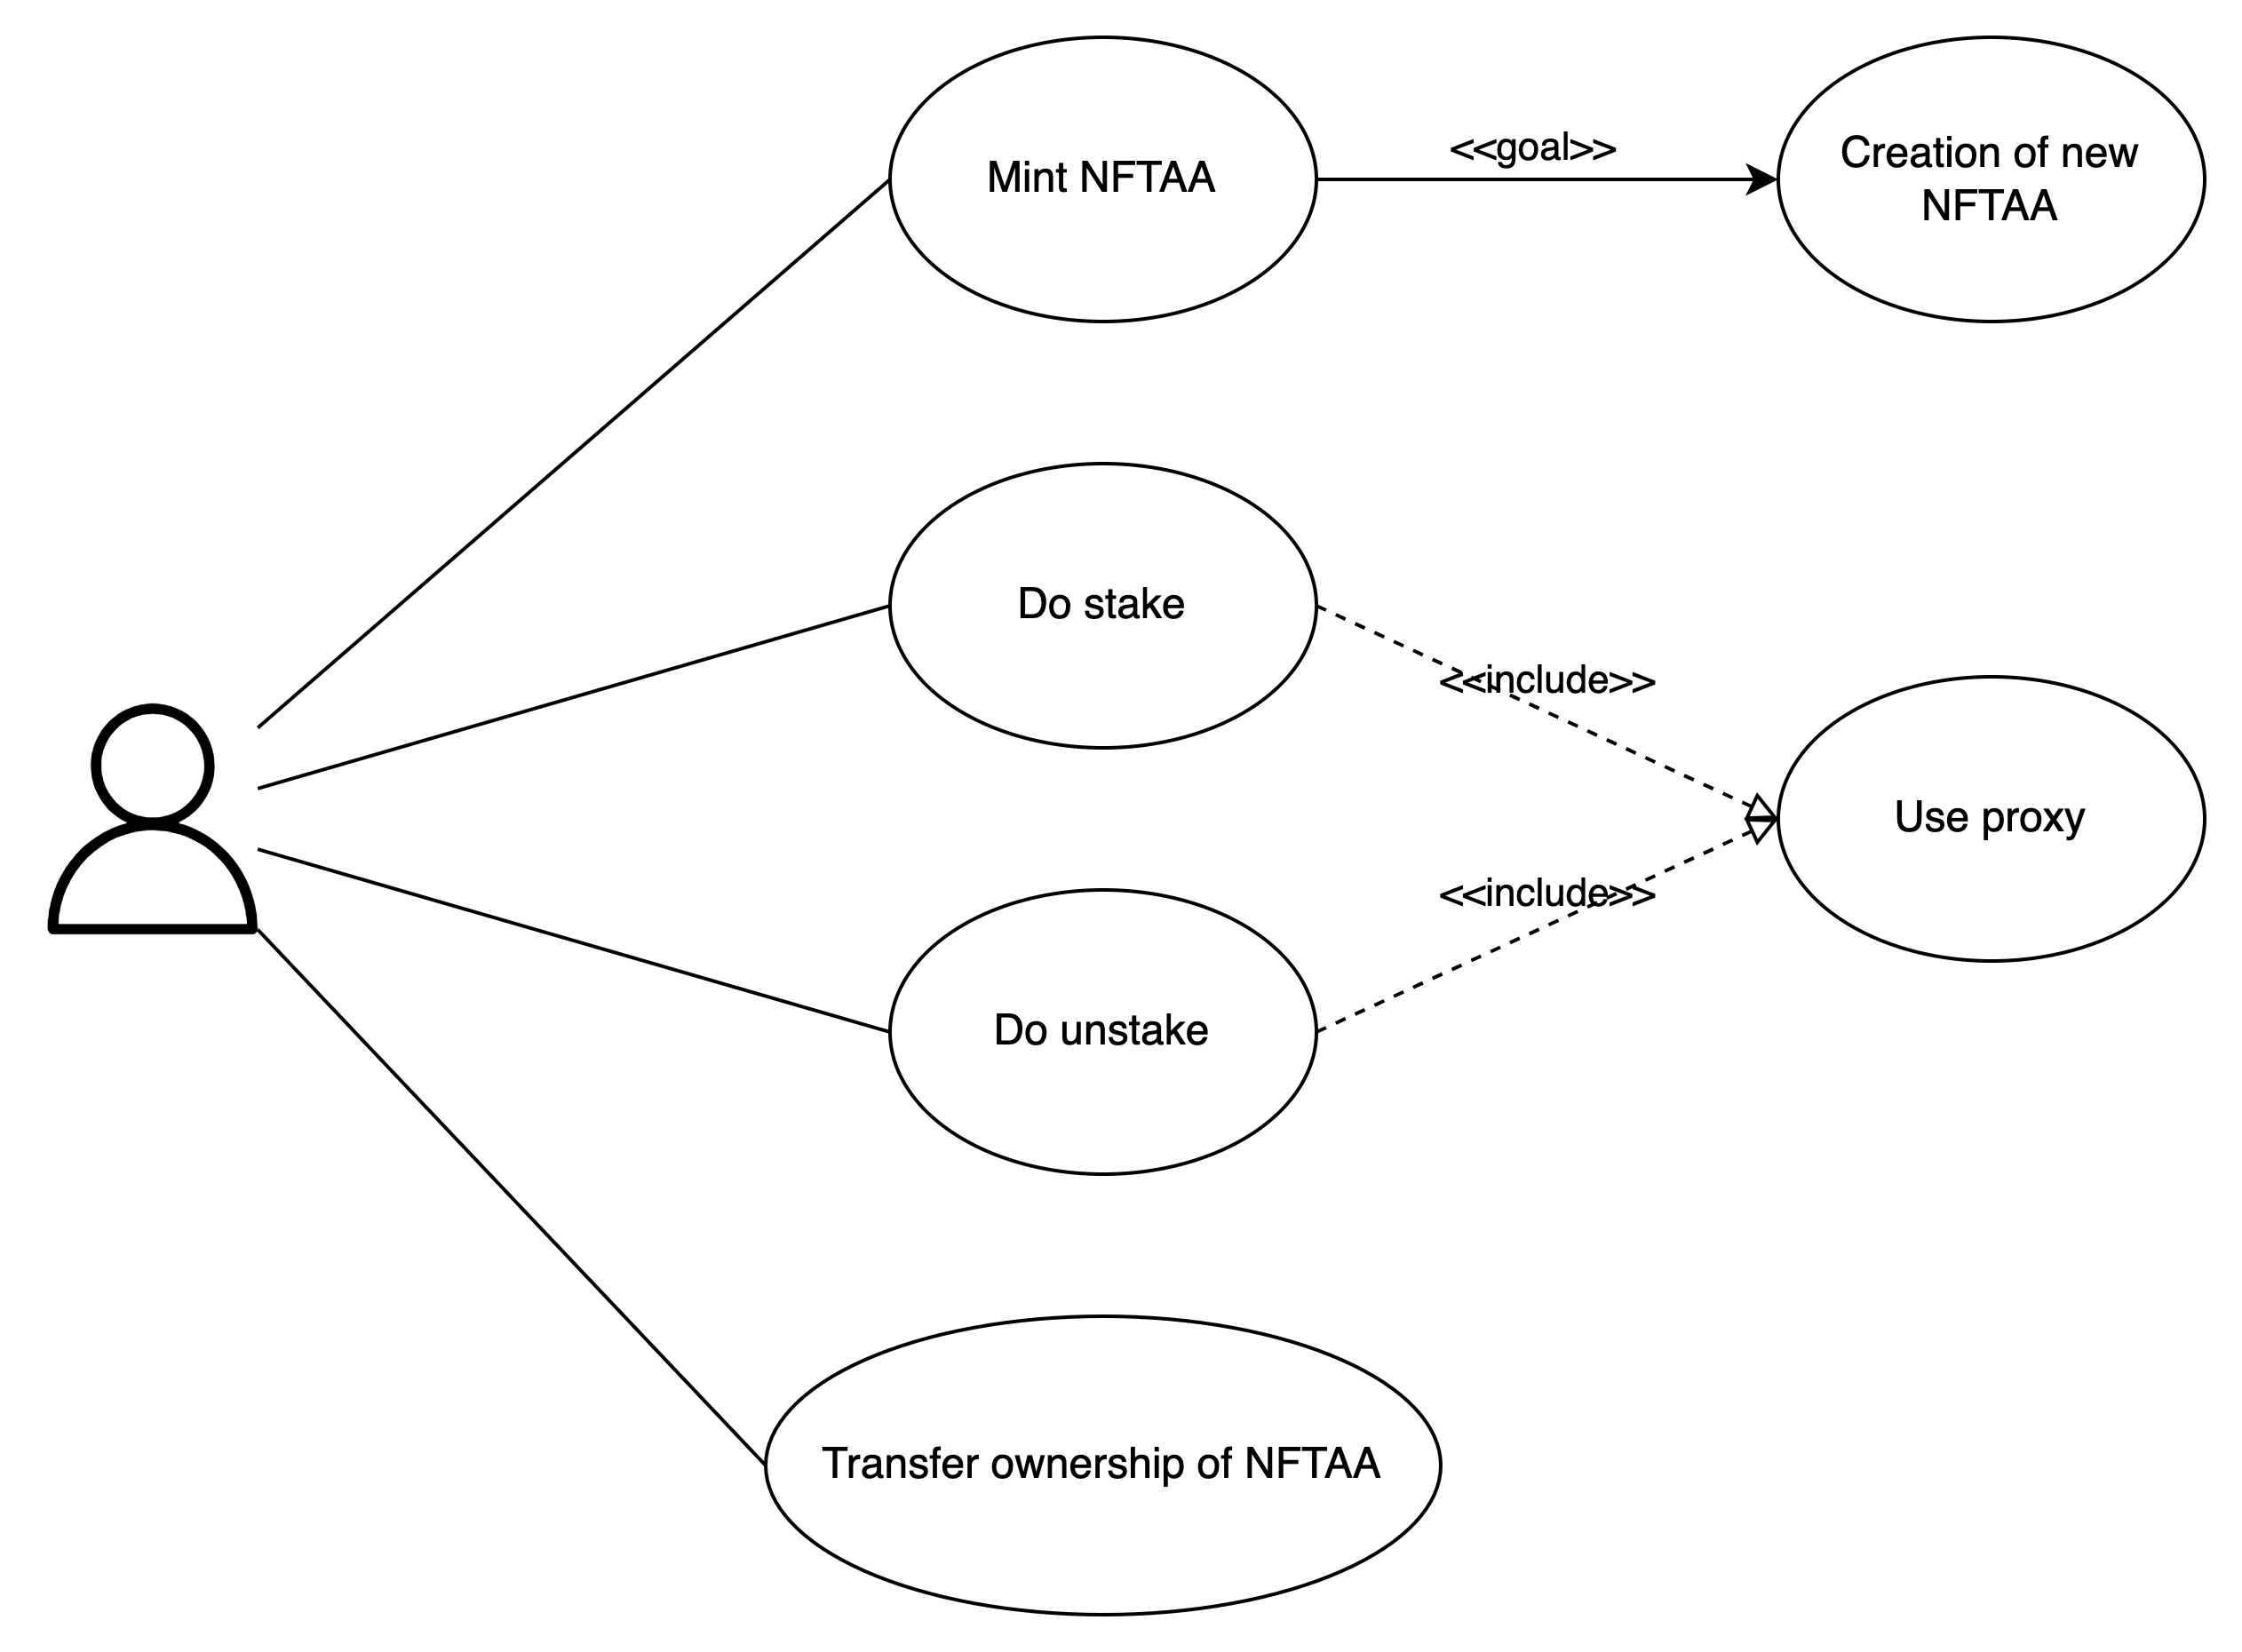 Mint NFTAA
<<goal>>
Creation of new
NFTAA
Do stake
<<include>>
Use proxy
<<include>>
Do unstake
Transfer ownership of NFTAA